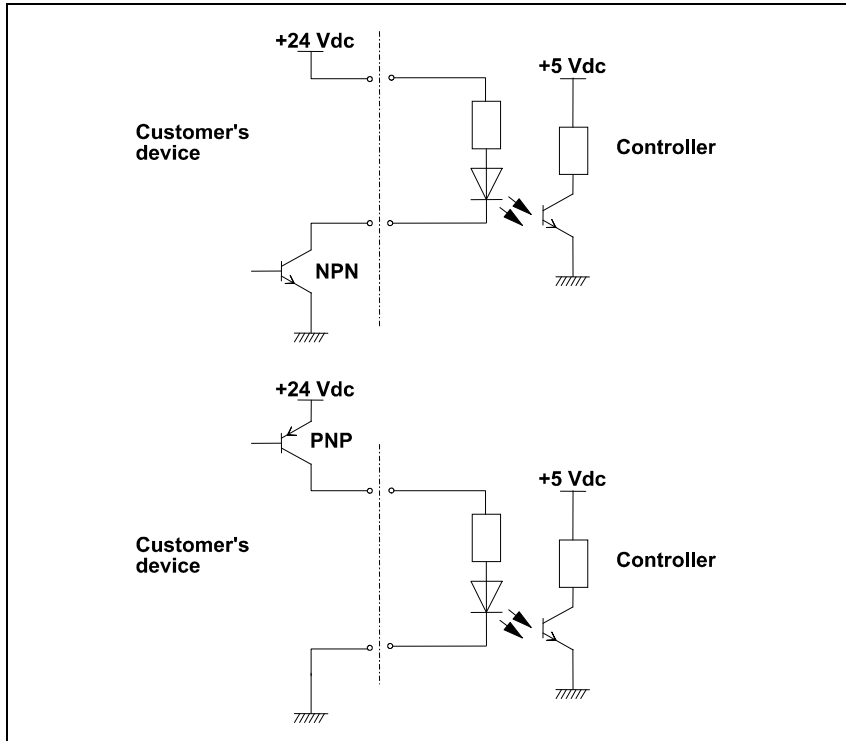 +24 Vdc
+5 Vdc
Customer's
device
Controller
NPN
+24 Vdc
PNP
+5 Vdc
Customer's
device
Controller